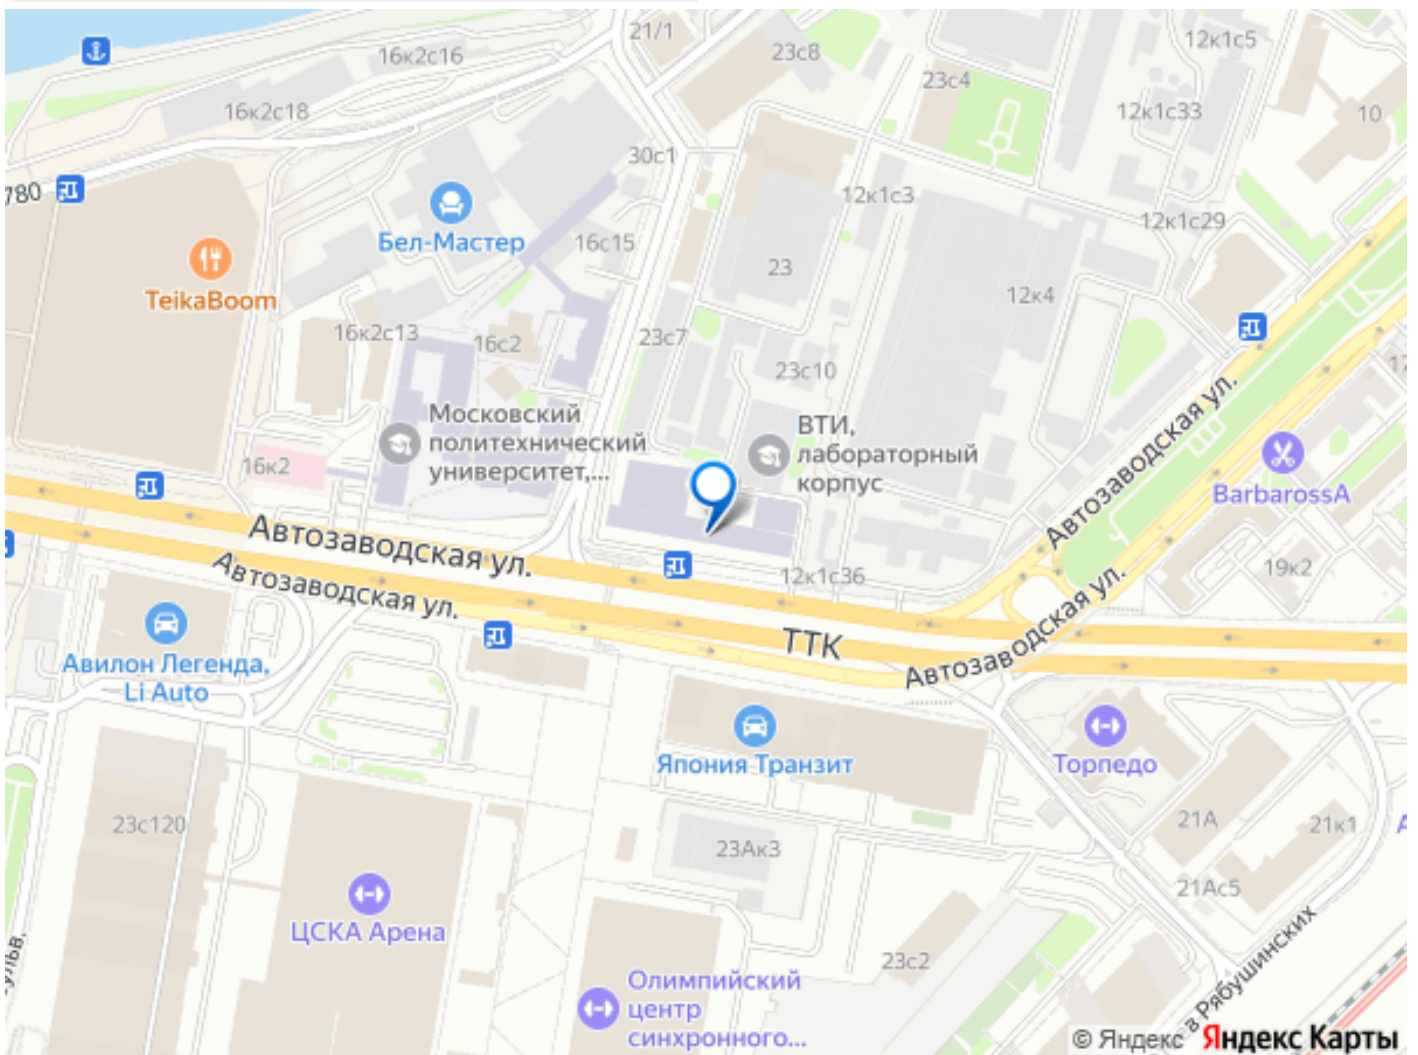 21/1
12к1с5
16к2с16
23с8
23с4
16к2с18
12к1с33
10
30с1
780
12к1с3
12к1с29
Бел-Мастер
16с15
23
TeikaBoom
12к4
16к2с13
16с2
23с7
23с10
Автозаводская ул.
Московский
политехнический
университет,...
ВТИ,
лабораторный
корпус
16к2
BarbarossA
Автозаводская ул.
Автозаводская ул.
12к1с36
19к2
Автозаводская ул.
ТТК
Авилон Легенда,
Li Auto
Япония Транзит
Торпедо
23с120
21А
21к1
23Ак3
21Ас5
ЦСКА Арена
23с2
Олимпийский
центр
синхронного...
в Рябушинских
© Яндекс Яндекс Карты